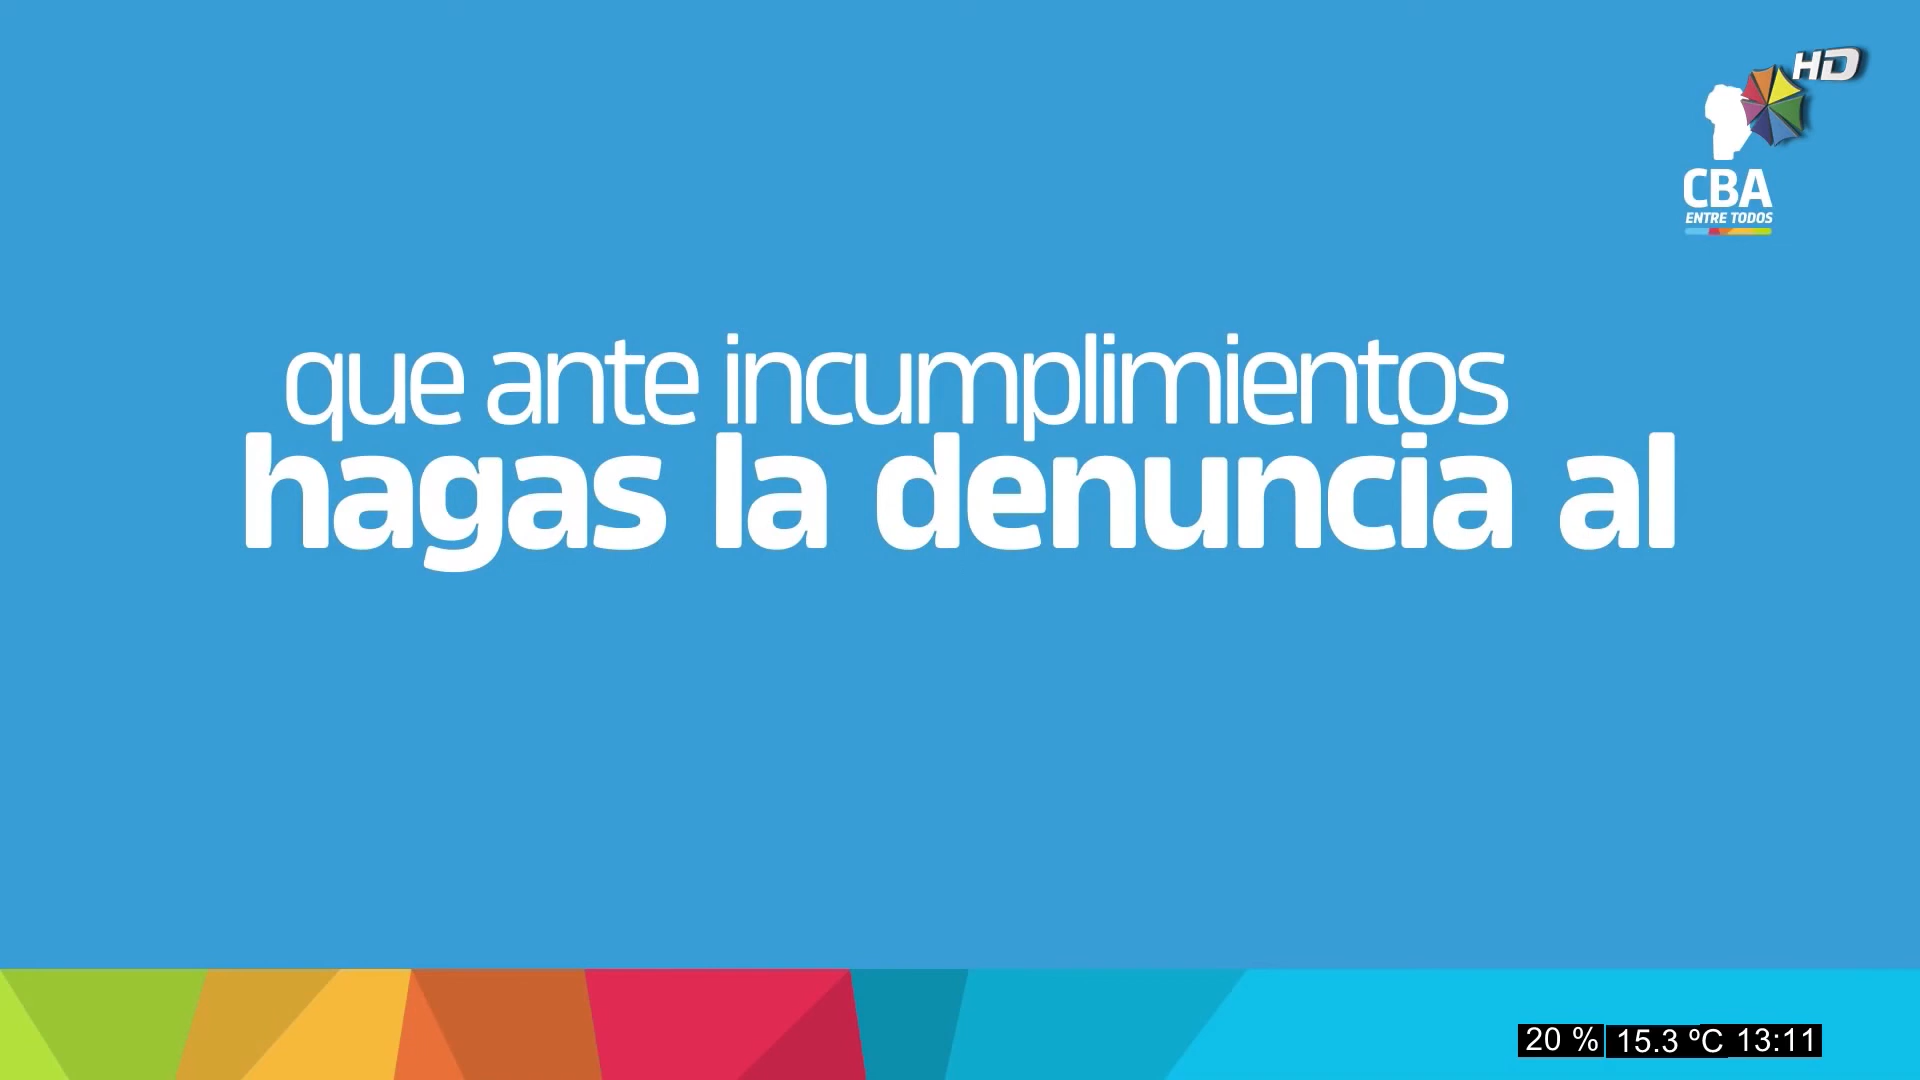 HD
CBA
ENTRE TODOS
que ante incumplimientos
hagas la denuncia al
20 % 15.3 ºC 13:11